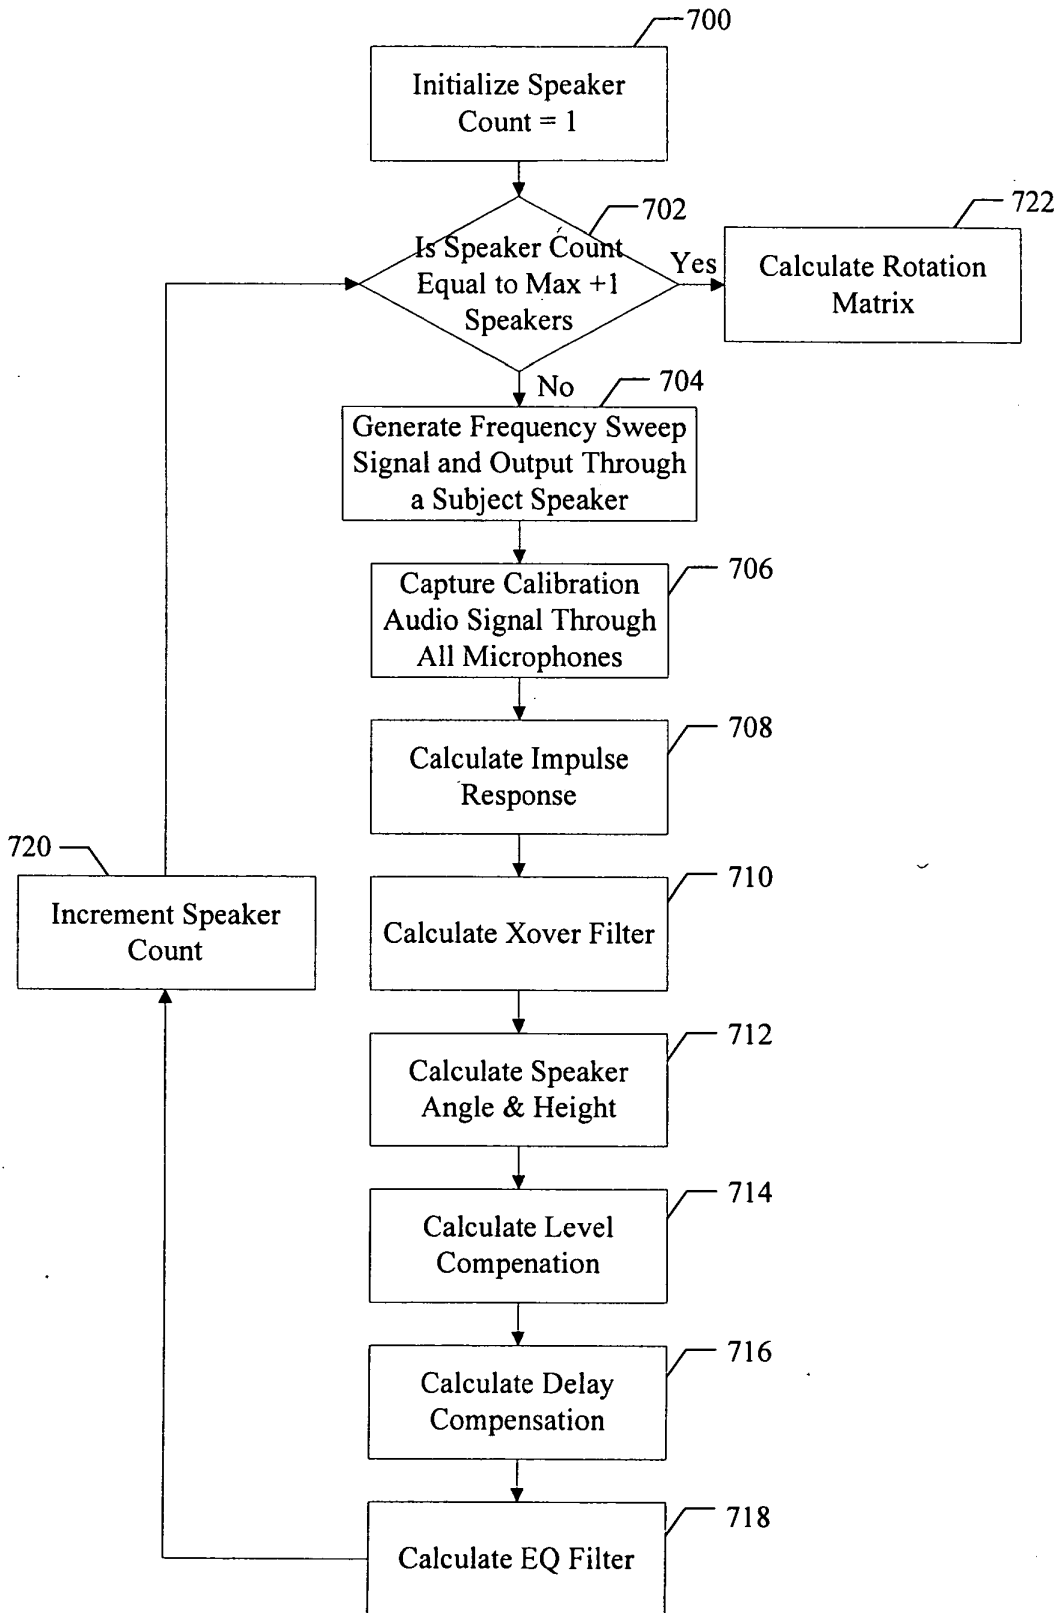 700
Initialize Speaker
Count = 1
702
722
Is Speaker Count
Equal to Max +1
Speakers
Yes
Calculate Rotation
Matrix
No
704
Generate Frequency Sweep
Signal and Output Through
a Subject Speaker
706
Capture Calibration
Audio Signal Through
All Microphones
708
Calculate Impulse
Response
720
Increment Speaker
Count
710
Calculate Xover Filter
712
Calculate Speaker
Angle & Height
714
Calculate Level
Compenation
716
Calculate Delay
Compensation
718
Calculate EQ Filter